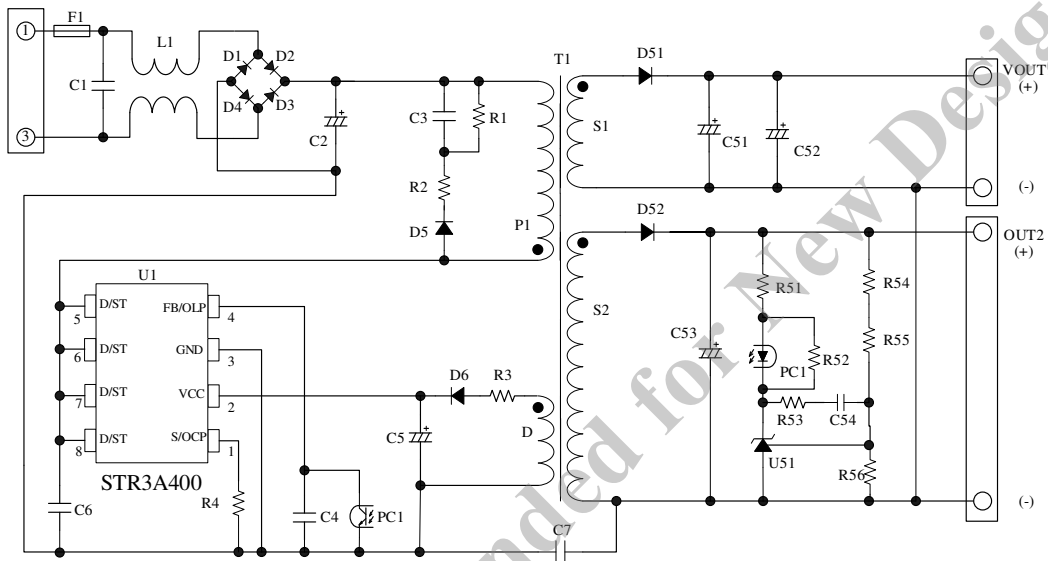 F1
1
L1
D1
D2
D4
D3
C1
3
C2
C3
R1
R2
D5
P1
T1
S1
D51
C51
C52
VOUT
(+)
(-)
D52
OUT2
(+)
S2
R51
R54
C53
PC1
R52
R55
R53
C54
U51
R56
(-)
U1
D/ST
5
FB/OLP
4
D/ST
6
GND
3
D/ST
7
VCC
2
D/ST
8
S/OCP
1
STR3A400
D6
R3
D
C5
C6
R4
C4
PC1
C7
nded for New Desig